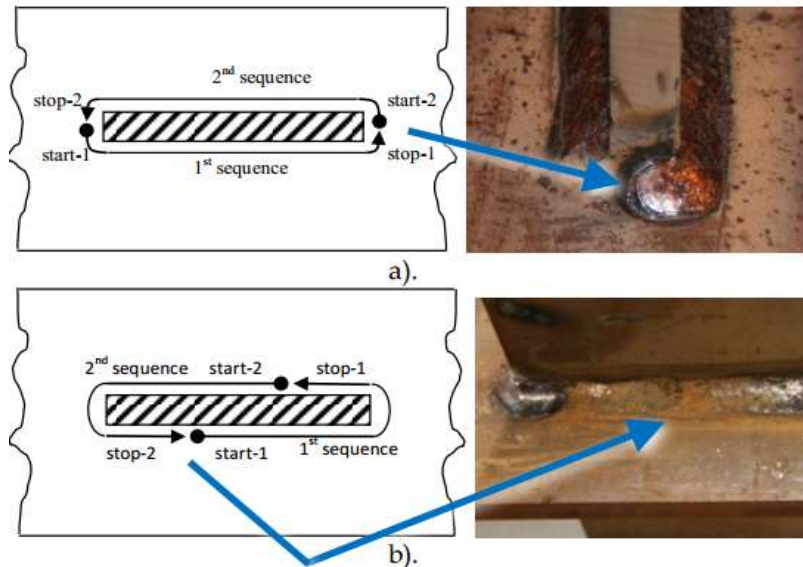 2nd sequence
stop-2
start-2
start-1
stop-1
1st sequence
a).
2nd sequence
start-2
stop-1
stop-2
start-1
1st sequence
b).